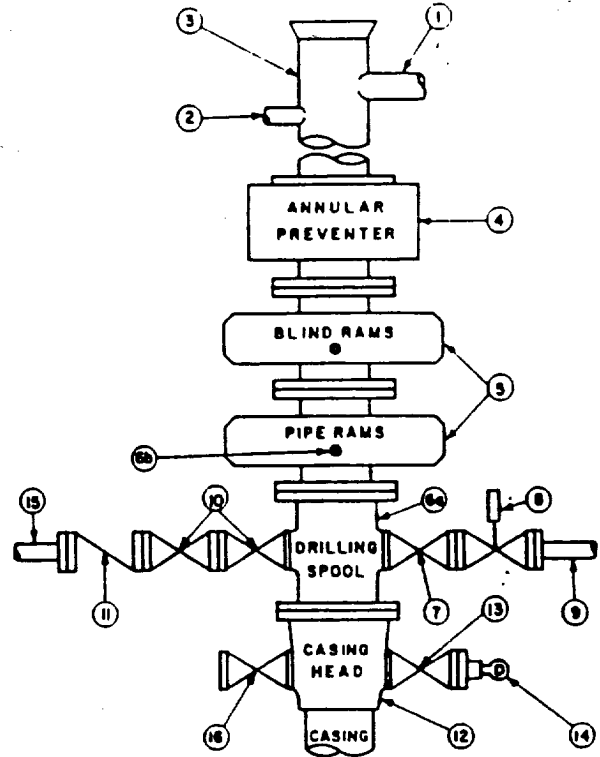 3
1
2
ANNULAR
PREVENTER
4
BLIND RAMS
5
PIPE RAMS
6b
15
10
6a
8
DRILLING
SPOOL
11
7
9
13
CASING
HEAD
16
12
14
CASING